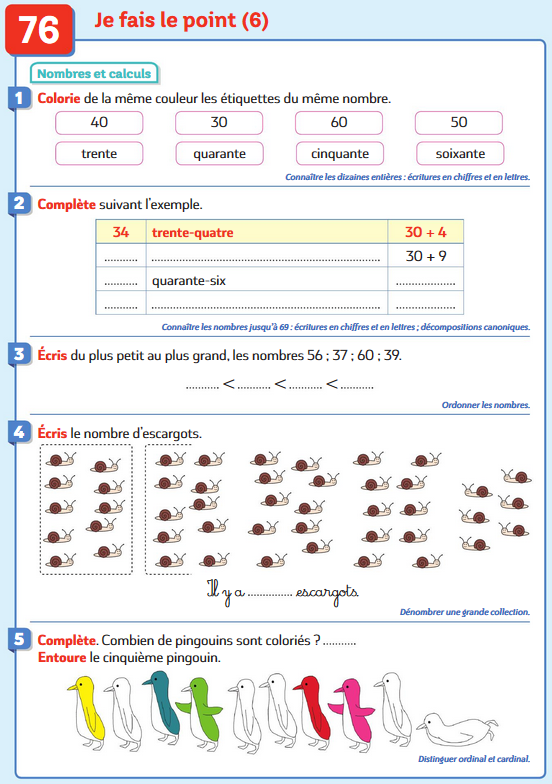 76
Je fais le point (6)
Nombres et calculs
1 Colorie de la même couleur les étiquettes du même nombre.
40 30 60 50
trente quarante cinquante soixante
Connaître les dizaines entières : écritures en chiffres et en lettres.
2 Complète suivant l'exemple.
34 trente-quatre 30 + 4
........... ........................................................ 30 + 9
........... quarante-six ...................
........... ........................................................ ...................
Connaître les nombres jusqu'à 69 : écritures en chiffres et en lettres ; décompositions canoniques.
3 Écris du plus petit au plus grand, les nombres 56 ; 37 ; 60 ; 39.
........... < ........... < ........... < ...........
Ordonner les nombres.
4 Écris le nombre d'escargots.
Il y a ............... escargots.
Dénombrer une grande collection.
5 Complète. Combien de pingouins sont coloriés ? ...........
Entoure le cinquième pingouin.
Distinguer ordinal et cardinal.